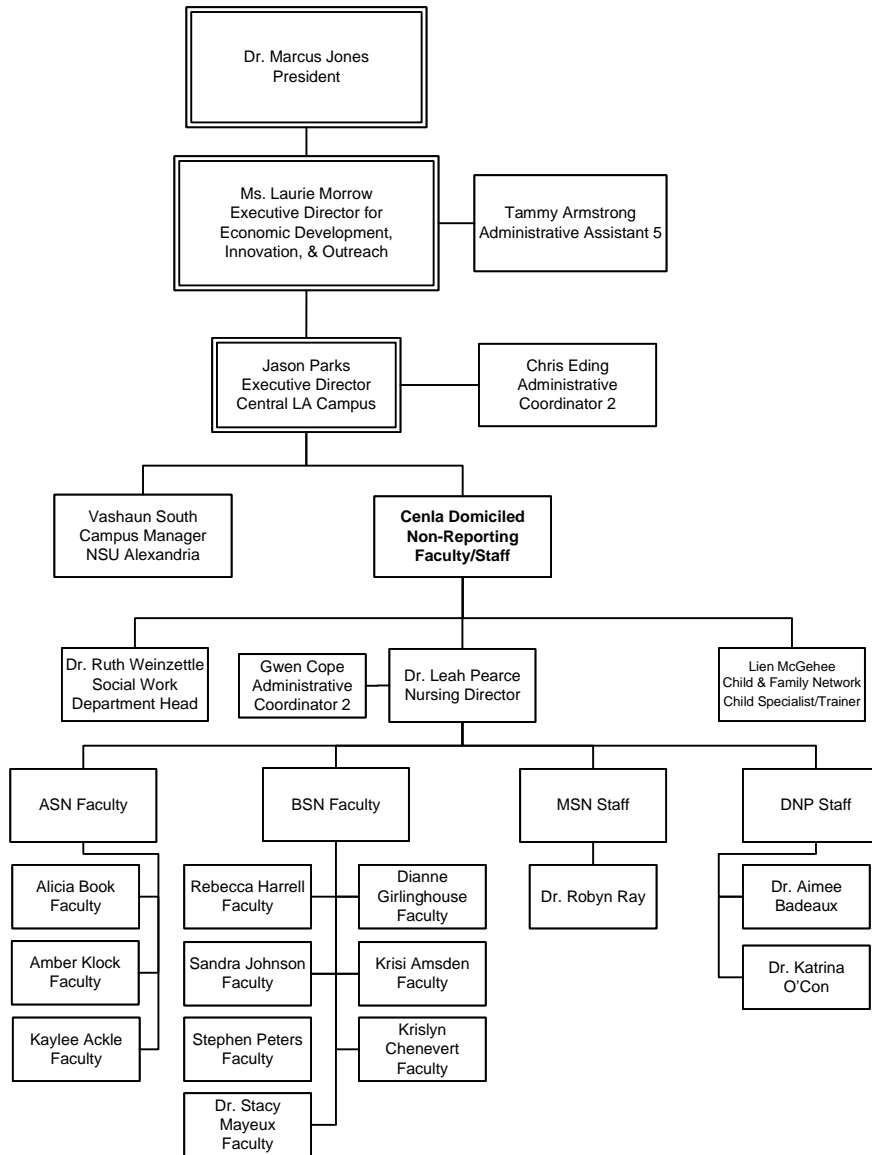 Dr. Marcus Jones
President
Ms. Laurie Morrow
Executive Director for
Economic Development,
Innovation, & Outreach
Tammy Armstrong
Administrative Assistant 5
Jason Parks
Executive Director
Central LA Campus
Chris Eding
Administrative
Coordinator 2
Vashaun South
Campus Manager
NSU Alexandria
Cenla Domiciled
Non-Reporting
Faculty/Staff
Dr. Ruth Weinzettle
Social Work
Department Head
Gwen Cope
Administrative
Coordinator 2
Dr. Leah Pearce
Nursing Director
Lien McGehee
Child & Family Network
Child Specialist/Trainer
ASN Faculty
BSN Faculty
MSN Staff
DNP Staff
Alicia Book
Faculty
Rebecca Harrell
Faculty
Dianne
Girlinghouse
Faculty
Dr. Robyn Ray
Dr. Aimee
Badeaux
Amber Klock
Faculty
Sandra Johnson
Faculty
Krisi Amsden
Faculty
Dr. Katrina
O'Con
Kaylee Ackle
Faculty
Stephen Peters
Faculty
Krislyn
Chenevert
Faculty
Dr. Stacy
Mayeux
Faculty